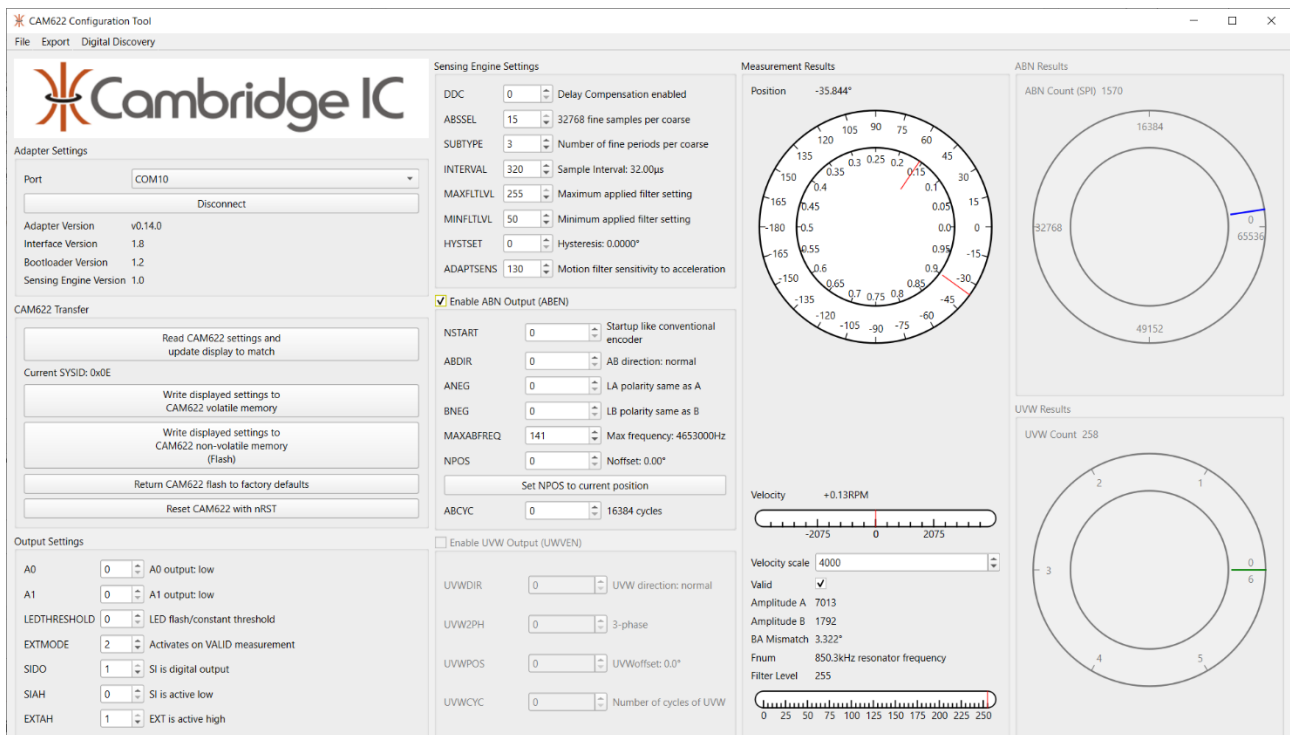 CAM622 Configuration Tool
File Export Digital Discovery
Cambridge IC
Adapter Settings
Port COM10
Disconnect
Adapter Version v0.14.0
Interface Version 1.8
Bootloader Version 1.2
Sensing Engine Version 1.0
CAM622 Transfer
Read CAM622 settings and
update display to match
Current SYSID: 0x0E
Write displayed settings to
CAM622 volatile memory
Write displayed settings to
CAM622 non-volatile memory
(Flash)
Return CAM622 flash to factory defaults
Reset CAM622 with nRST
Output Settings
A0 0 A0 output: low
A1 0 A1 output: low
LEDTHRESHOLD 0 LED flash/constant threshold
EXTMODE 2 Activates on VALID measurement
SIDO 1 SI is digital output
SIAH 0 SI is active low
EXTAH 1 EXT is active high
Sensing Engine Settings
DDC 0 Delay Compensation enabled
ABSSEL 15 32768 fine samples per coarse
SUBTYPE 3 Number of fine periods per coarse
INTERVAL 320 Sample Interval: 32.00µs
MAXFLTLVL 255 Maximum applied filter setting
MINFLTLVL 50 Minimum applied filter setting
HYSTSET 0 Hysteresis: 0.0000°
ADAPTSENS 130 Motion filter sensitivity to acceleration
Enable ABN Output (ABEN)
NSTART 0 Startup like conventional
encoder
ABDIR 0 AB direction: normal
ANEG 0 LA polarity same as A
BNEG 0 LB polarity same as B
MAXABFREQ 141 Max frequency: 4653000Hz
NPOS 0 Noffset: 0.00°
Set NPOS to current position
ABCYC 0 16384 cycles
Enable UVW Output (UWVEN)
UVWDIR 0 UVW direction: normal
UVW2PH 0 3-phase
UVWPOS 0 UVWoffset: 0.0°
UVWCYC 0 Number of cycles of UVW
Measurement Results
Position -35.844°
105 90 75
120 60
135 45
150 30
165 15
-180 0
-165 -15
-150 -30
-135 -45
-120 -60
-105 -90 -75
0.3 0.25 0.2
0.35 0.15
0.4 0.1
0.45 0.05
0.5 0.0
0.55 0.95
0.6 0.9
0.65 0.85
0.7 0.75 0.8
Velocity +0.13RPM
-2075 0 2075
Velocity scale 4000
Valid
Amplitude A 7013
Amplitude B 1792
BA Mismatch 3.322°
Fnum 850.3kHz resonator frequency
Filter Level 255
0 25 50 75 100 125 150 175 200 225 250
ABN Results
ABN Count (SPI) 1570
16384
32768
0
65536
49152
UVW Results
UVW Count 258
2 1
3
0
6
4 5